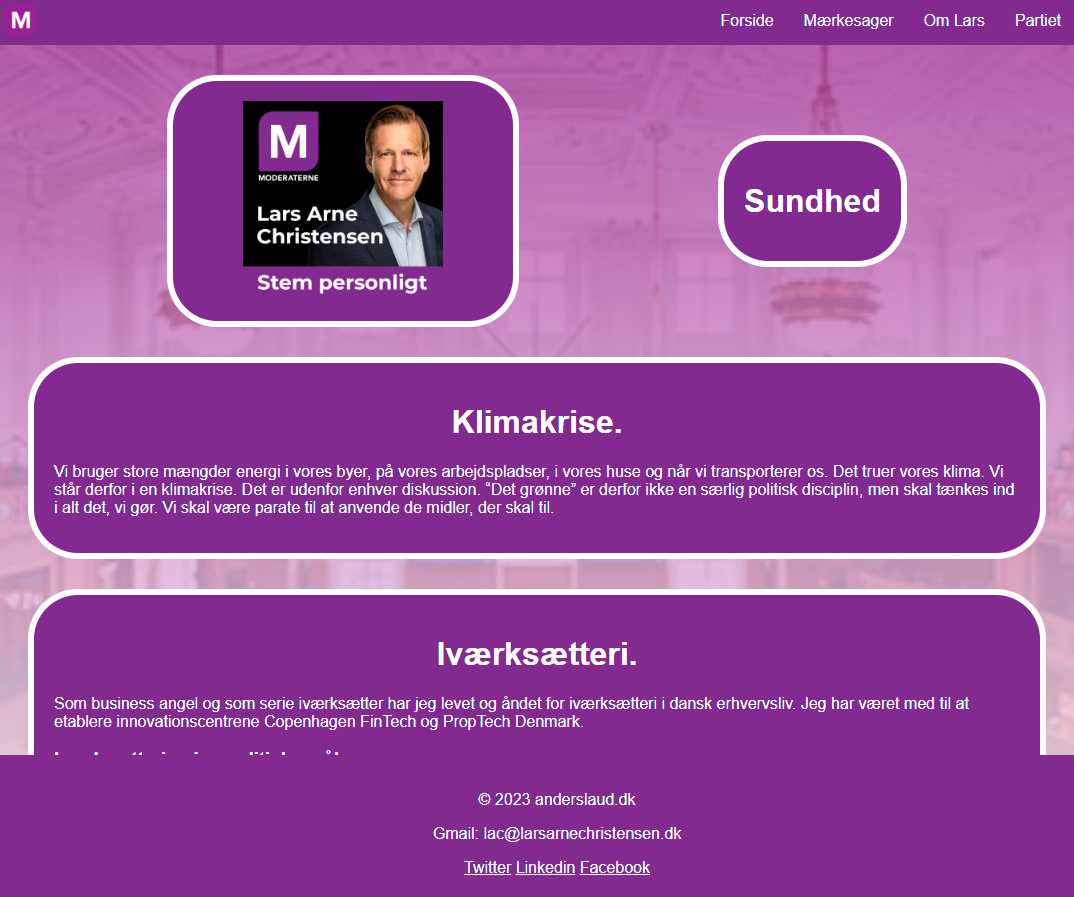 M
Forside Mærkesager Om Lars Partiet
M
MODERATERNE
Lars Arne
Christensen
Stem personligt
Sundhed
Klimakrise.
Vi bruger store mængder energi i vores byer, på vores arbejdspladser, i vores huse og når vi transporterer os. Det truer vores klima. Vi
står derfor i en klimakrise. Det er udenfor enhver diskussion. “Det grønne” er derfor ikke en særlig politisk disciplin, men skal tænkes ind
i alt det, vi gør. Vi skal være parate til at anvende de midler, der skal til.
Iværksætteri.
Som business angel og som serie iværksætter har jeg levet og åndet for iværksætteri i dansk erhvervsliv. Jeg har været med til at
etablere innovationscentrene Copenhagen FinTech og PropTech Denmark.
© 2023 anderslaud.dk
Gmail: lac@larsarnechristensen.dk
Twitter Linkedin Facebook